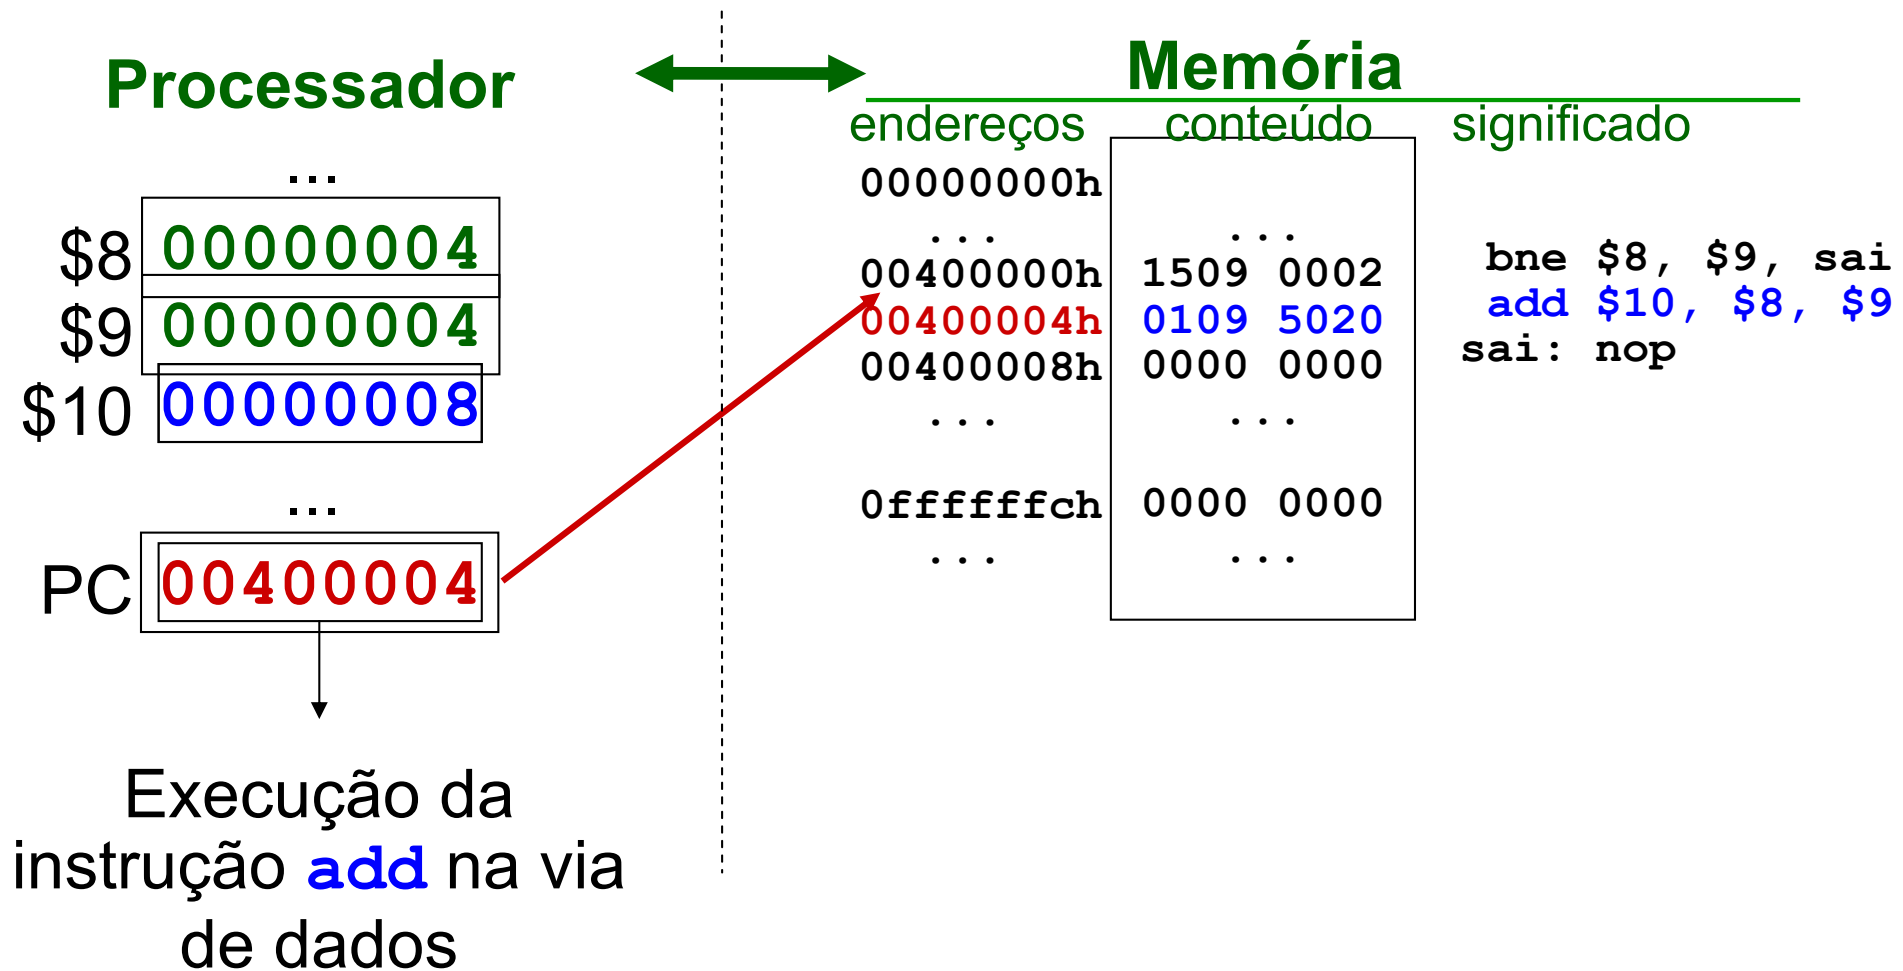 Processador
...
$8 00000004
$9 00000004
$10 00000008
...
PC 00400004
Execução da
instrução add na via
de dados
Memória
endereços conteúdo significado
00000000h
... ...
00400000h 1509 0002 bne $8, $9, sai
00400004h 0109 5020 add $10, $8, $9
00400008h 0000 0000 sai: nop
... ...
0ffffffch 0000 0000
... ...